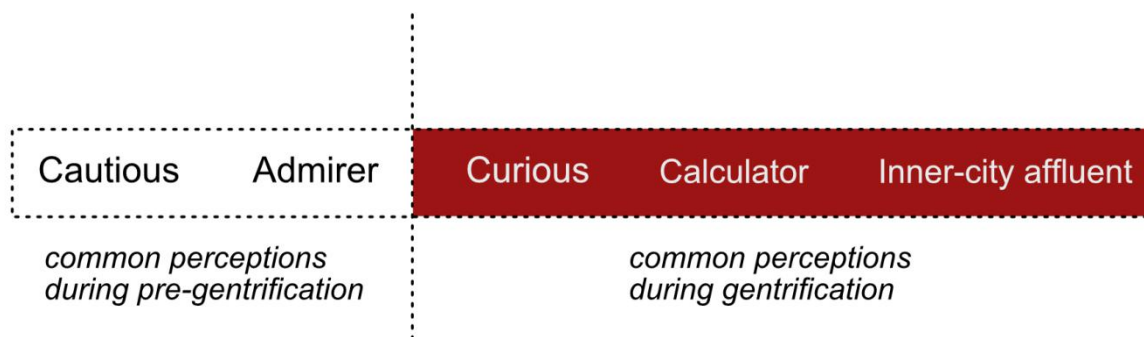 Cautious Admirer Curious Calculator Inner-city affluent
common perceptions
during pre-gentrification
common perceptions
during gentrification